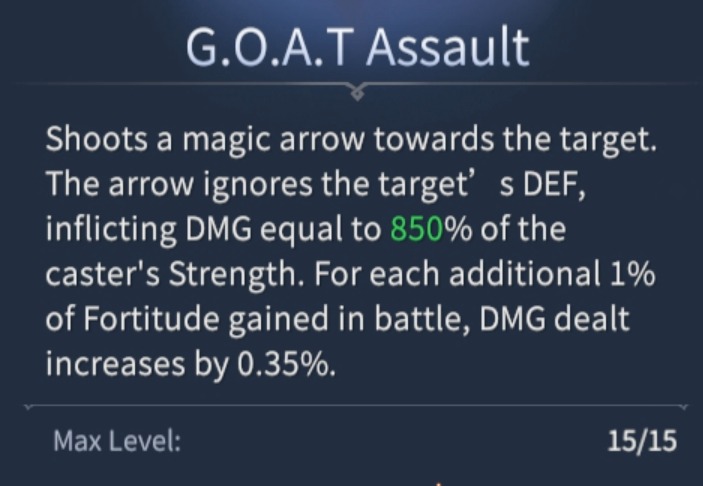 G.O.A.T Assault
Shoots a magic arrow towards the target.
The arrow ignores the target’ s DEF,
inflicting DMG equal to 850% of the
caster's Strength. For each additional 1%
of Fortitude gained in battle, DMG dealt
increases by 0.35%.
Max Level: 15/15